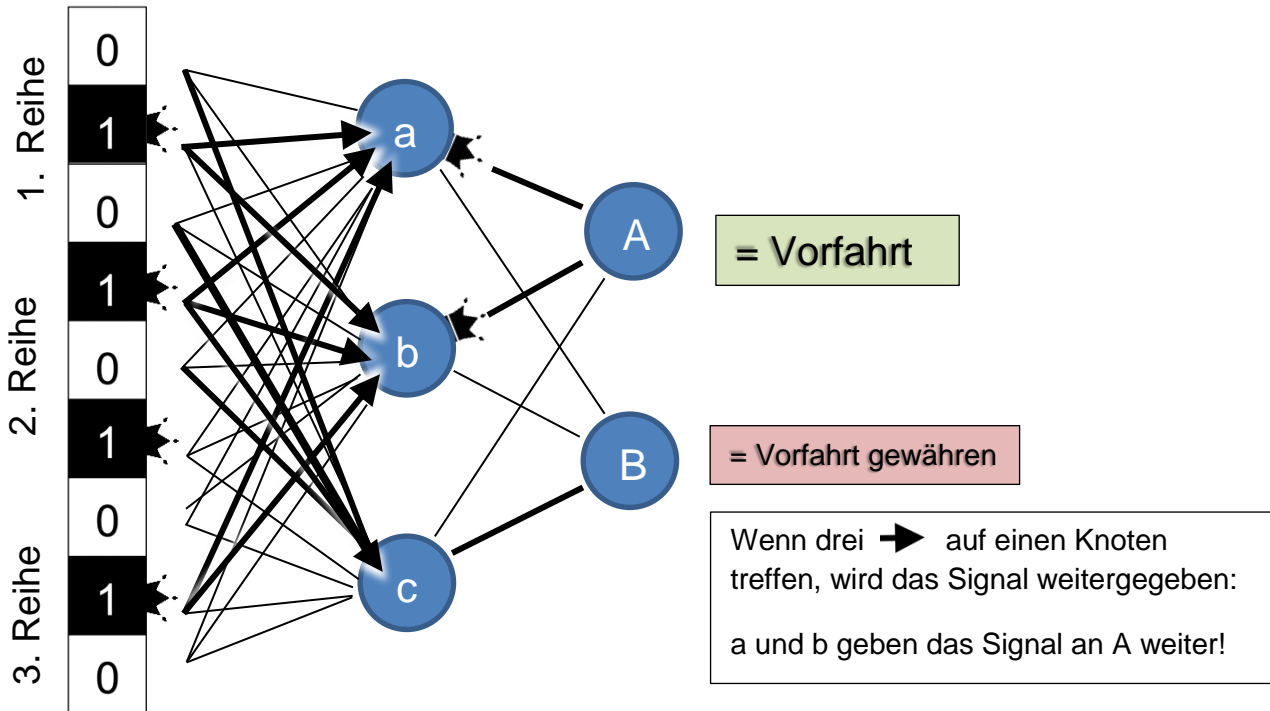 1. Reihe
2. Reihe
3. Reihe
0
1
0
1
0
1
0
1
0
a
b
c
A
B
= Vorfahrt
= Vorfahrt gewähren
Wenn drei auf einen Knoten
treffen, wird das Signal weitergegeben:
a und b geben das Signal an A weiter!